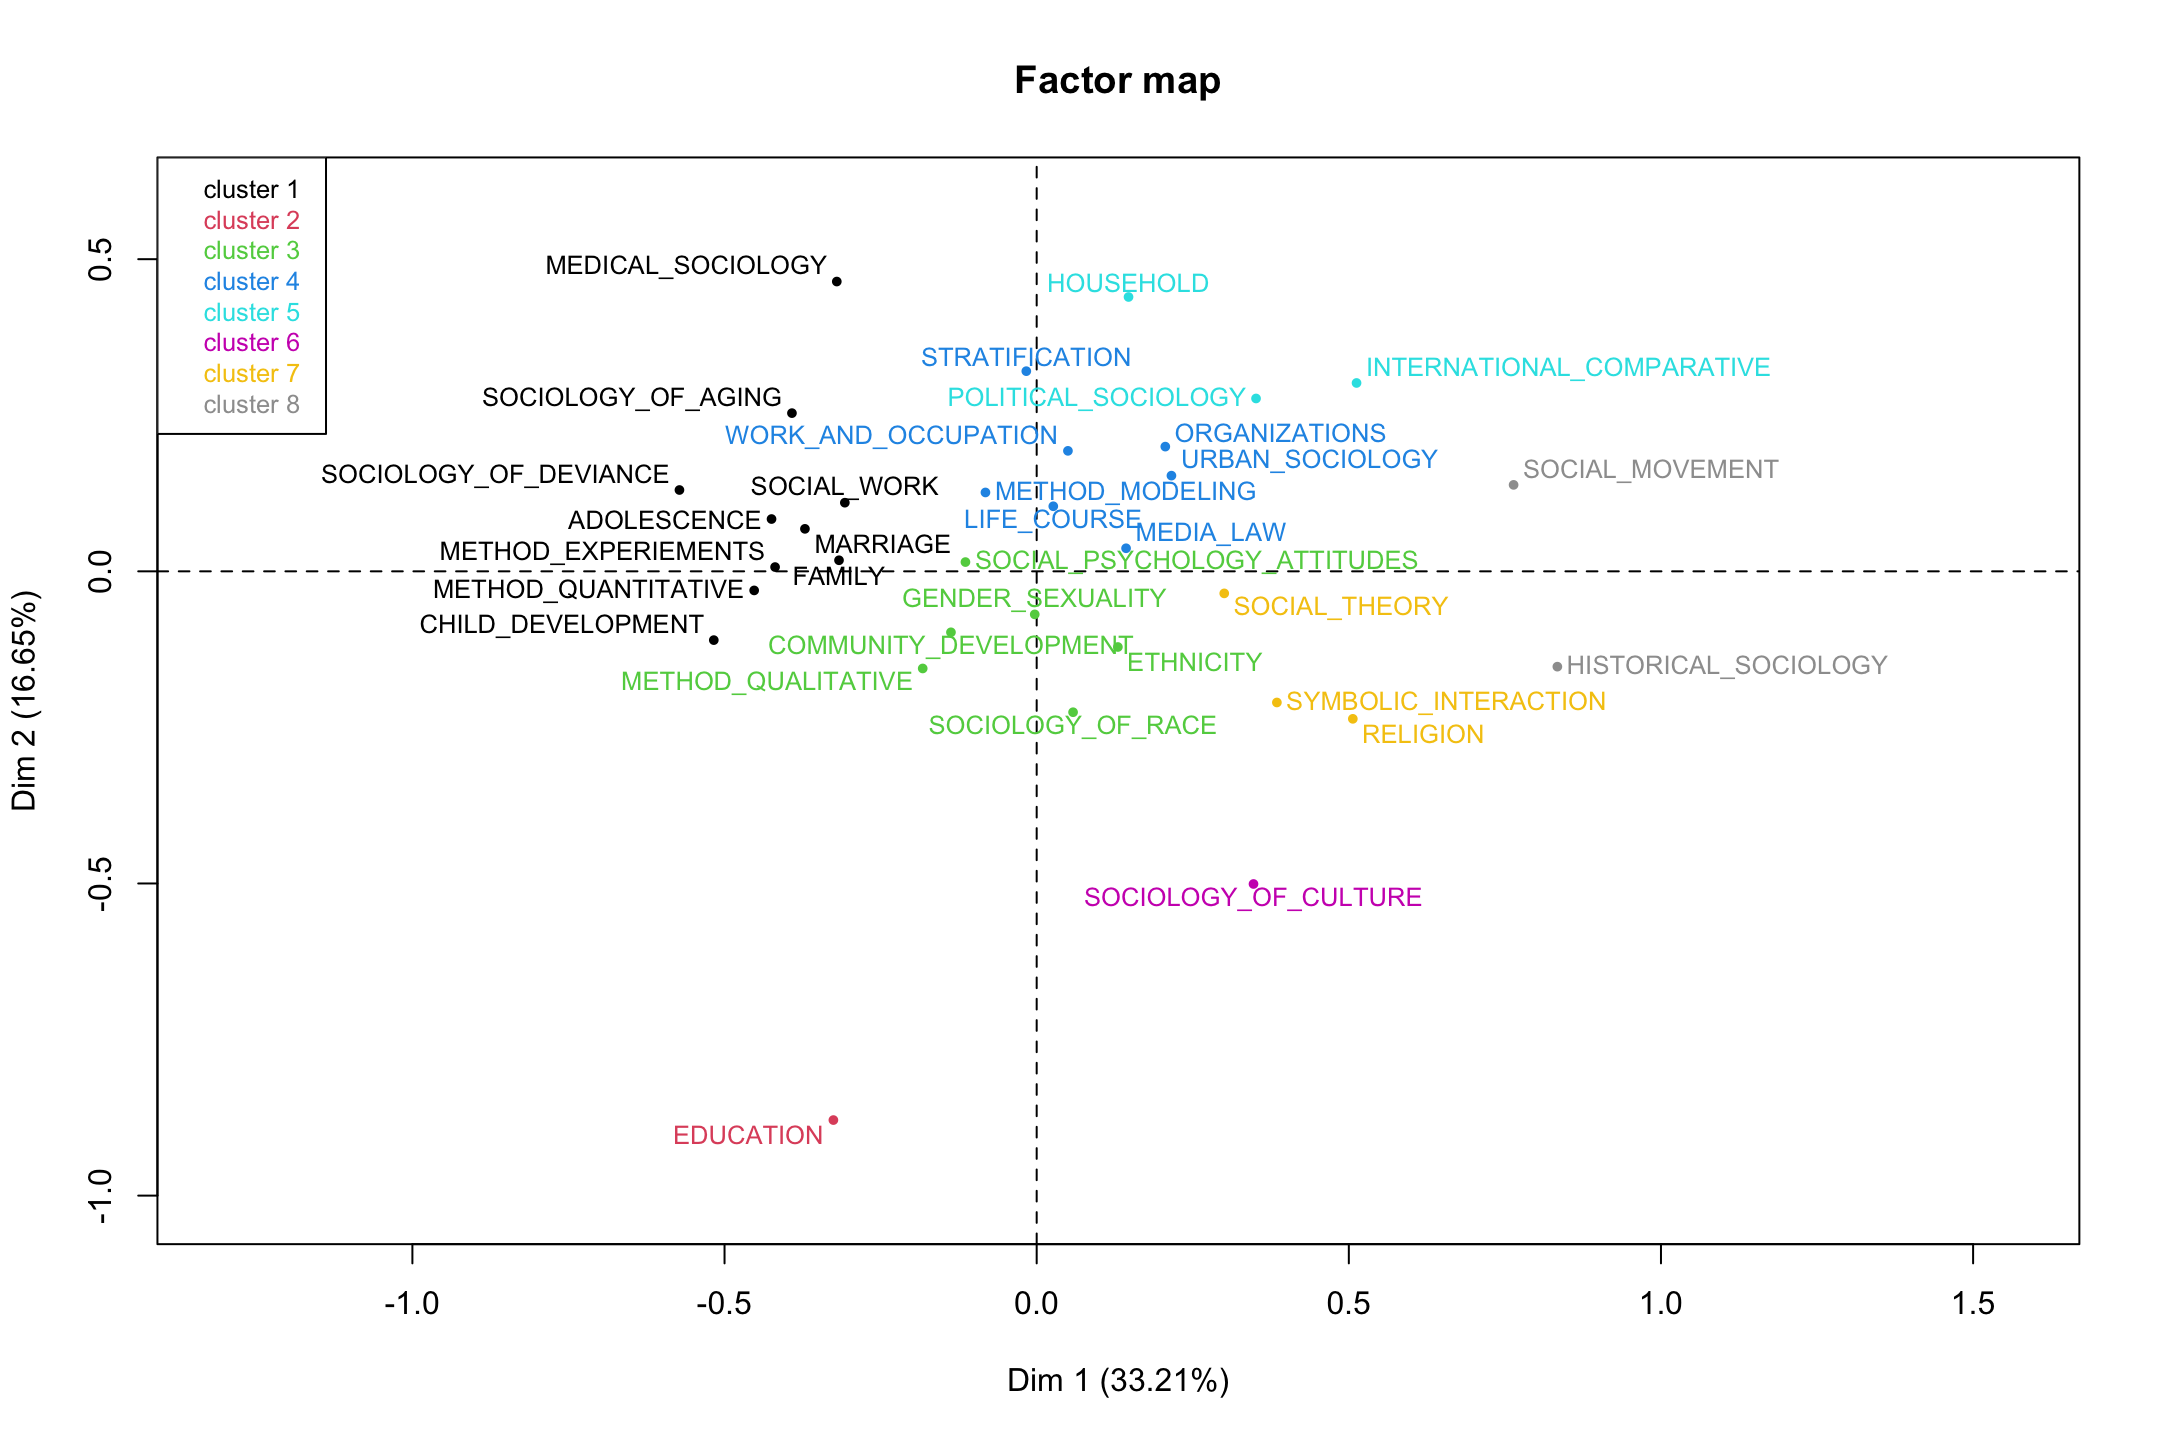 Factor map
cluster 1
cluster 2
cluster 3
cluster 4
cluster 5
cluster 6
cluster 7
cluster 8
MEDICAL_SOCIOLOGY
HOUSEHOLD
STRATIFICATION
INTERNATIONAL_COMPARATIVE
SOCIOLOGY_OF_AGING
POLITICAL_SOCIOLOGY
WORK_AND_OCCUPATION
ORGANIZATIONS
URBAN_SOCIOLOGY
SOCIOLOGY_OF_DEVIANCE
SOCIAL_MOVEMENT
SOCIAL_WORK
METHOD_MODELING
ADOLESCENCE
LIFE_COURSE
MEDIA_LAW
MARRIAGE
METHOD_EXPERIEMENTS
SOCIAL_PSYCHOLOGY_ATTITUDES
FAMILY
METHOD_QUANTITATIVE
GENDER_SEXUALITY
SOCIAL_THEORY
CHILD_DEVELOPMENT
COMMUNITY_DEVELOPMENT
ETHNICITY
HISTORICAL_SOCIOLOGY
METHOD_QUALITATIVE
SYMBOLIC_INTERACTION
SOCIOLOGY_OF_RACE
RELIGION
SOCIOLOGY_OF_CULTURE
EDUCATION
0.5
0.0
-0.5
-1.0
Dim 2 (16.65%)
-1.0
-0.5
0.0
0.5
1.0
1.5
Dim 1 (33.21%)